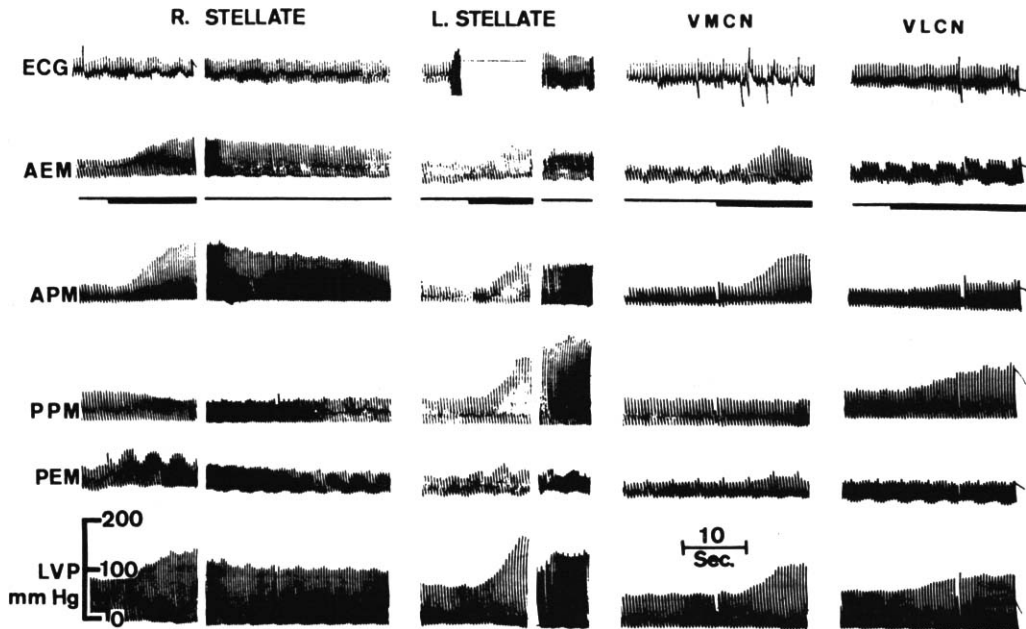 R. STELLATE
L. STELLATE
VMCN
VLCN
ECG
AEM
APM
PPM
PEM
200
LVP 100
mm Hg 0
10
Sec.